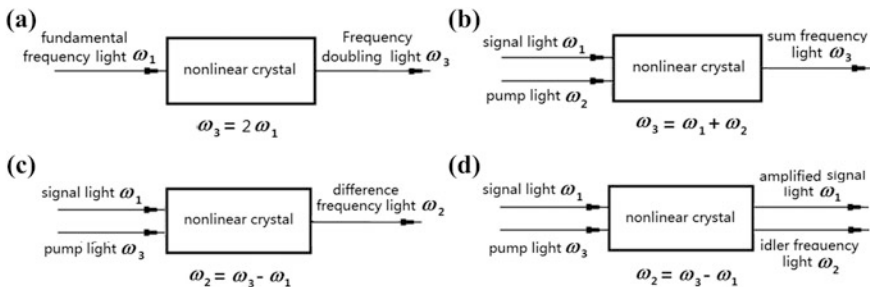 (a)
fundamental
frequency light ω₁
nonlinear crystal
Frequency
doubling light ω₃
ω₃ = 2 ω₁
(b)
signal light ω₁
pump light ω₂
nonlinear crystal
sum frequency
light ω₃
ω₃ = ω₁ + ω₂
(c)
signal light ω₁
pump light ω₃
nonlinear crystal
difference
frequency light ω₂
ω₂ = ω₃ - ω₁
(d)
signal light ω₁
pump light ω₃
nonlinear crystal
amplified signal
light ω₁
idler frequency
light ω₂
ω₂ = ω₃ - ω₁